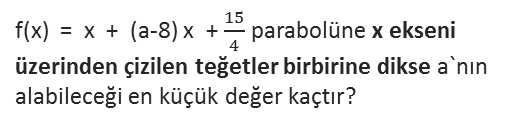 f(x) = x + (a-8) x + 15/4 parabolüne x ekseni
üzerinden çizilen teğetler birbirine dikse a`nın
alabileceği en küçük değer kaçtır?